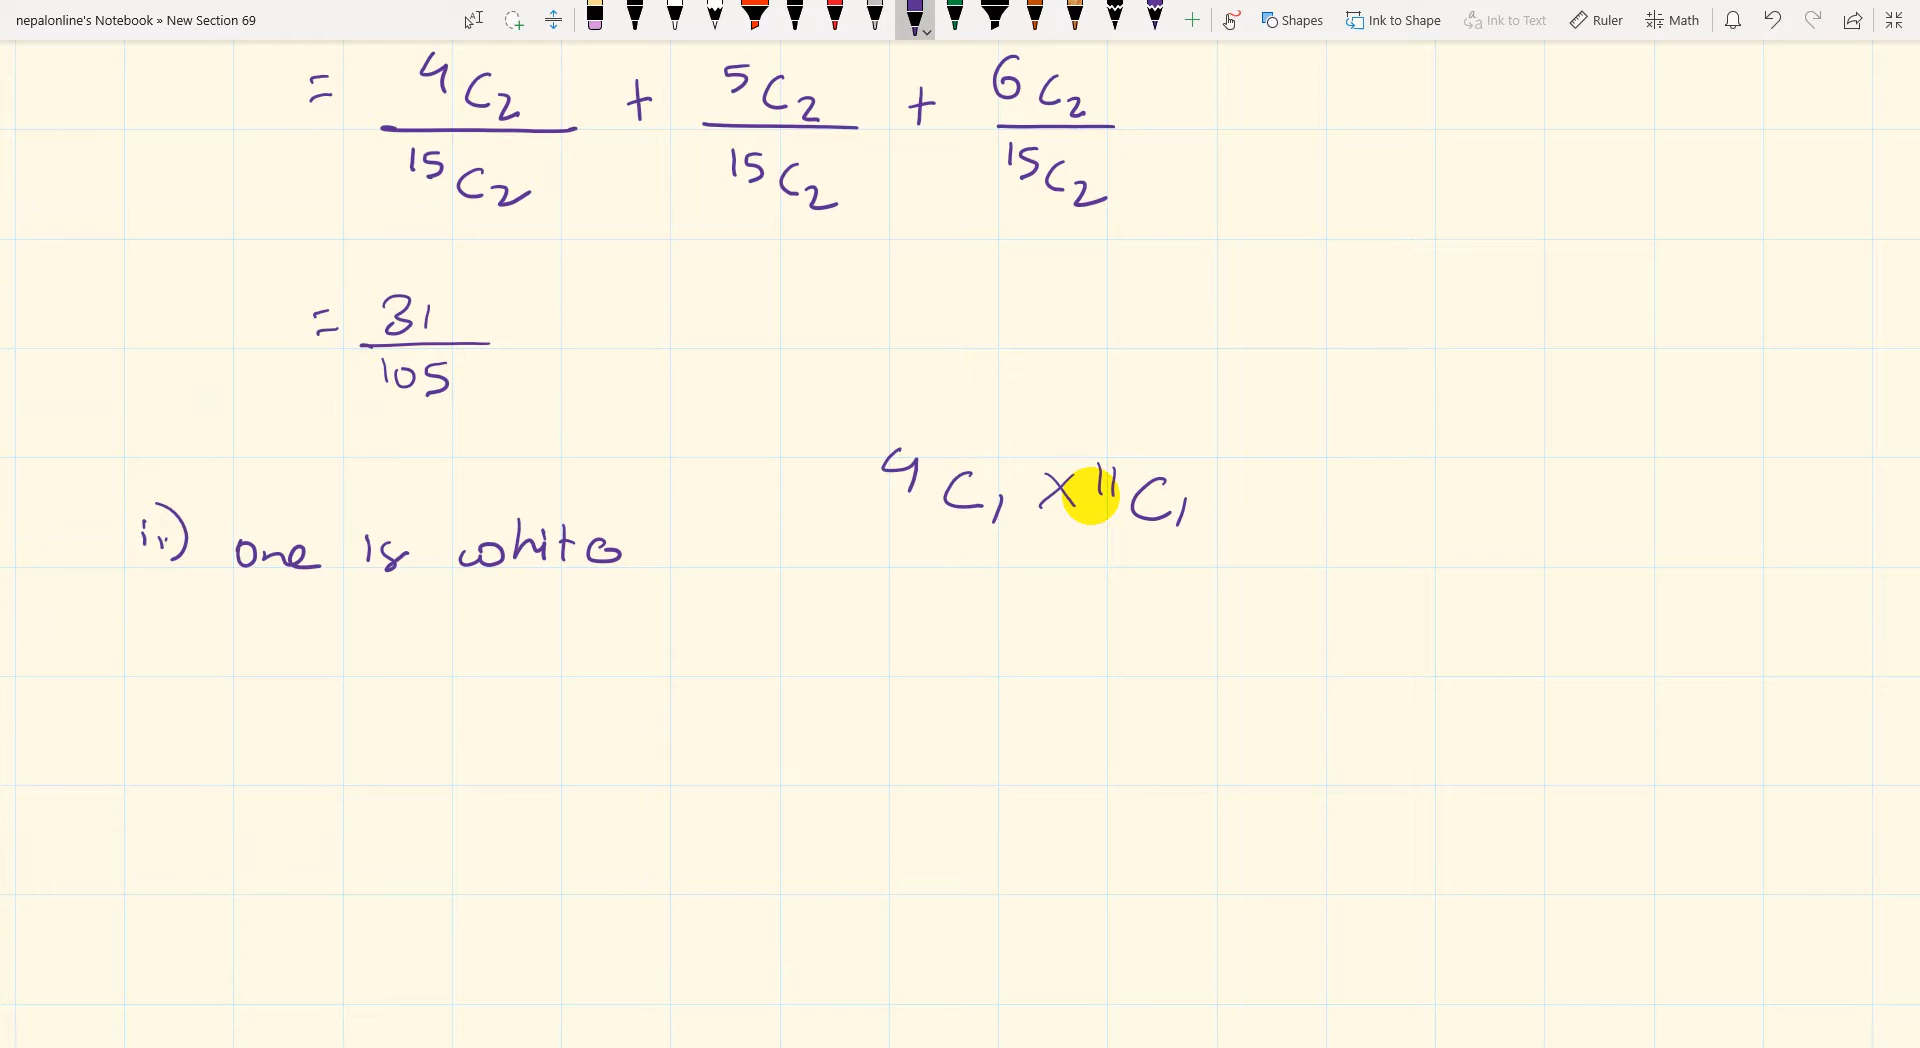 nepalonline's Notebook » New Section 69
Shapes Ink to Shape Ink to Text Ruler Math
= ⁴C₂/¹⁵C₂ + ⁵C₂/¹⁵C₂ + ⁶C₂/¹⁵C₂
= 31/105
⁴C₁ × ¹¹C₁
ii) one is white